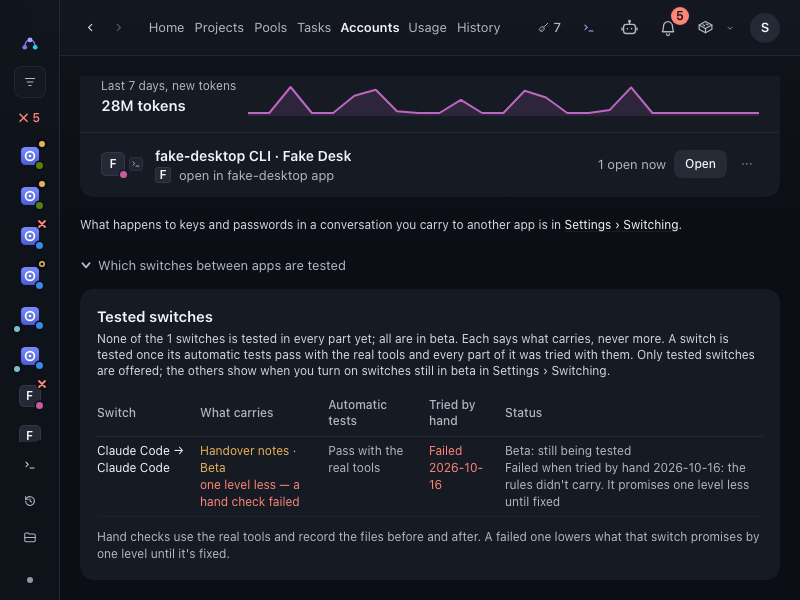 Home Projects Pools Tasks Accounts Usage History 7 5 S
5
Last 7 days, new tokens
28M tokens
F fake-desktop CLI · Fake Desk
F open in fake-desktop app
1 open now Open ···
What happens to keys and passwords in a conversation you carry to another app is in Settings › Switching.
Which switches between apps are tested
Tested switches
None of the 1 switches is tested in every part yet; all are in beta. Each says what carries, never more. A switch is
tested once its automatic tests pass with the real tools and every part of it was tried with them. Only tested switches
are offered; the others show when you turn on switches still in beta in Settings › Switching.
Switch What carries Automatic tests Tried by hand Status
Claude Code →
Claude Code
Handover notes ·
Beta
one level less — a
hand check failed
Pass with the
real tools
Failed
2026-10-
16
Beta: still being tested
Failed when tried by hand 2026-10-16: the
rules didn't carry. It promises one level less
until fixed
Hand checks use the real tools and record the files before and after. A failed one lowers what that switch promises by
one level until it's fixed.
F
F